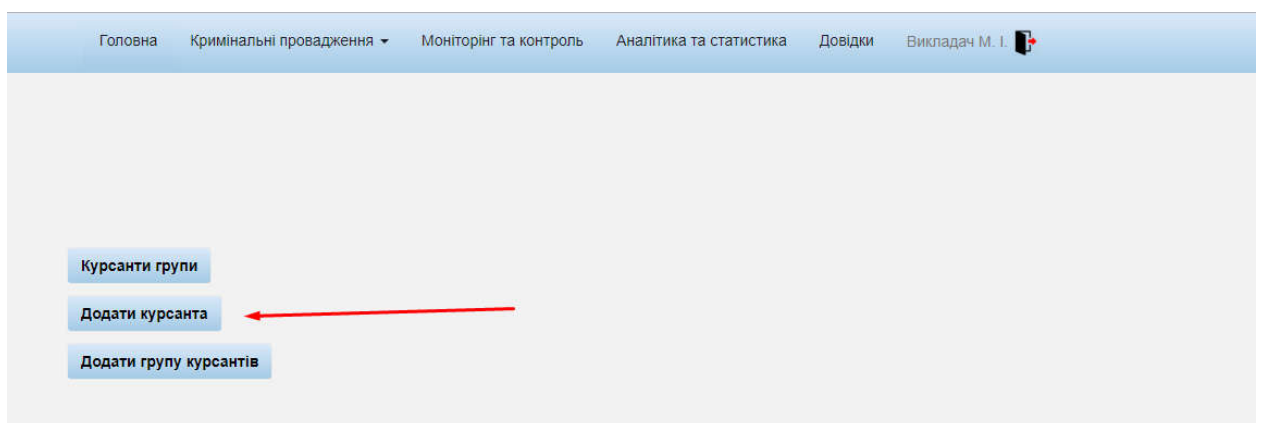 Головна Кримінальні провадження Моніторінг та контроль Аналітика та статистика Довідки Викладач М. І.
Курсанти групи
Додати курсанта
Додати групу курсантів